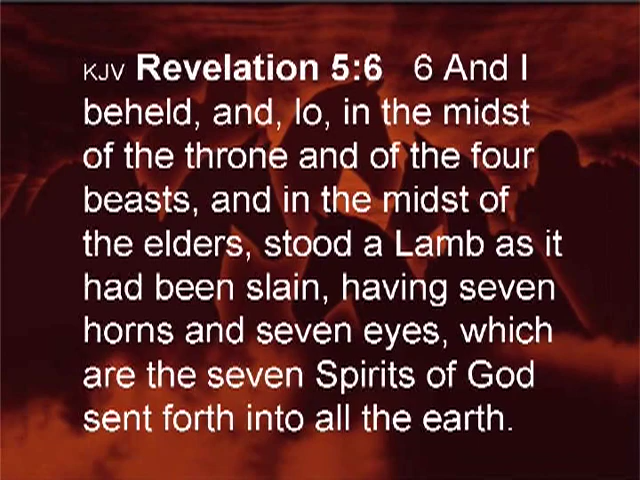 KJV Revelation 5:6 6 And I
beheld, and, lo, in the midst
of the throne and of the four
beasts, and in the midst of
the elders, stood a Lamb as it
had been slain, having seven
horns and seven eyes, which
are the seven Spirits of God
sent forth into all the earth.